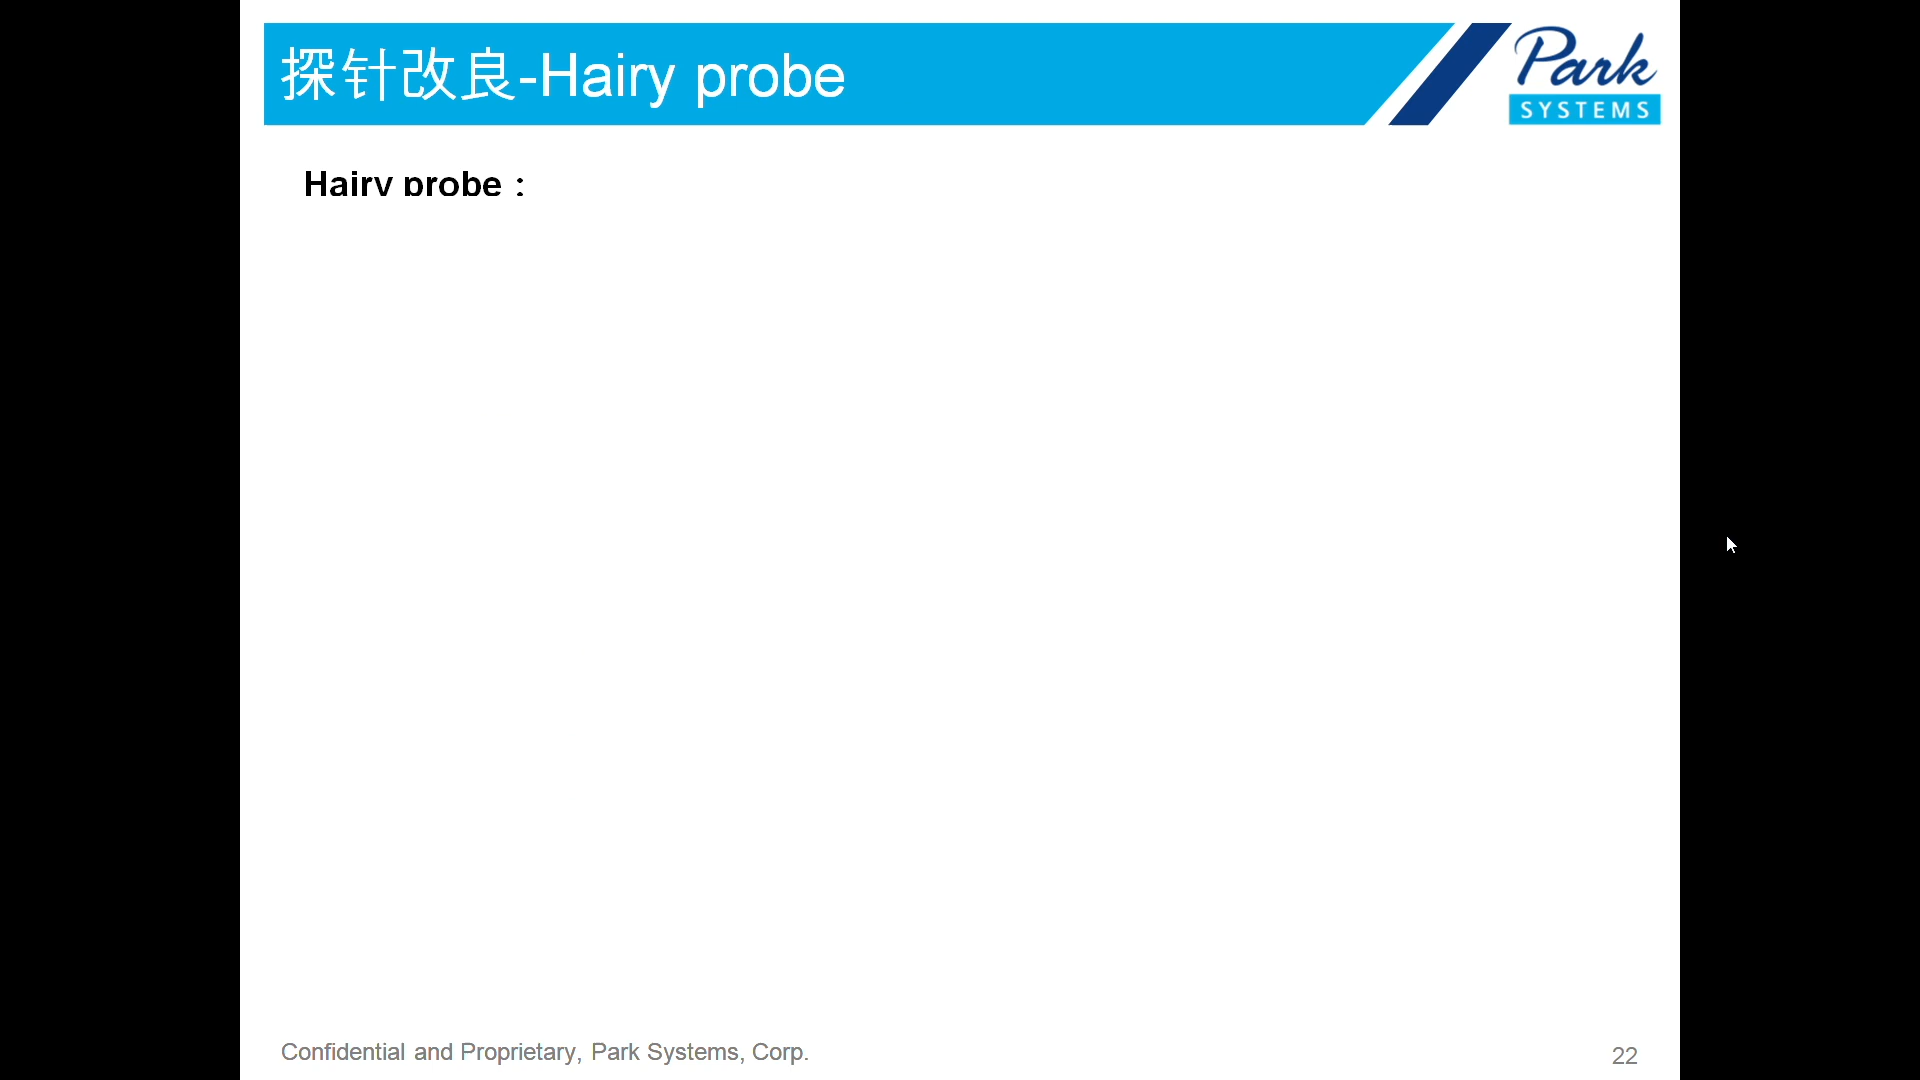 探针改良-Hairy probe
Park
SYSTEMS
Hairy probe：
Confidential and Proprietary, Park Systems, Corp.
22